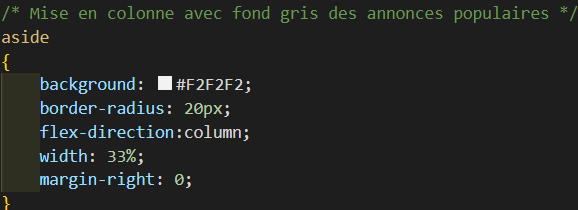 /* Mise en colonne avec fond gris des annonces populaires */
aside
{
    background: #F2F2F2;
    border-radius: 20px;
    flex-direction:column;
    width: 33%;
    margin-right: 0;
}